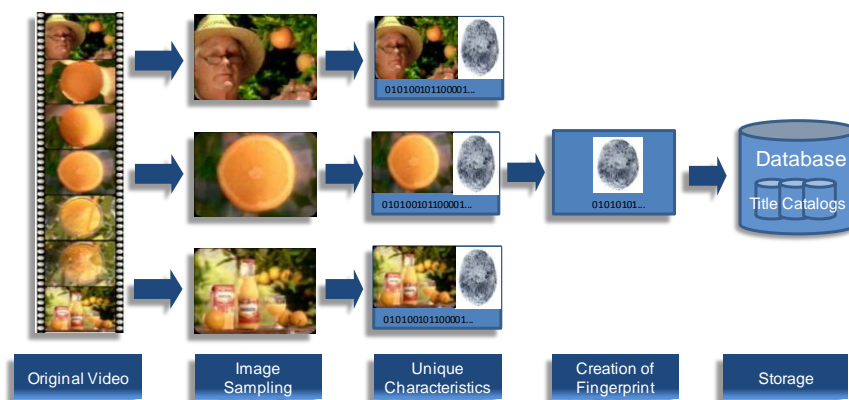 010100101100001...
010100101100001...
01010101...
Database
Title Catalogs
010100101100001...
Original Video
Image
Sampling
Unique
Characteristics
Creation of
Fingerprint
Storage